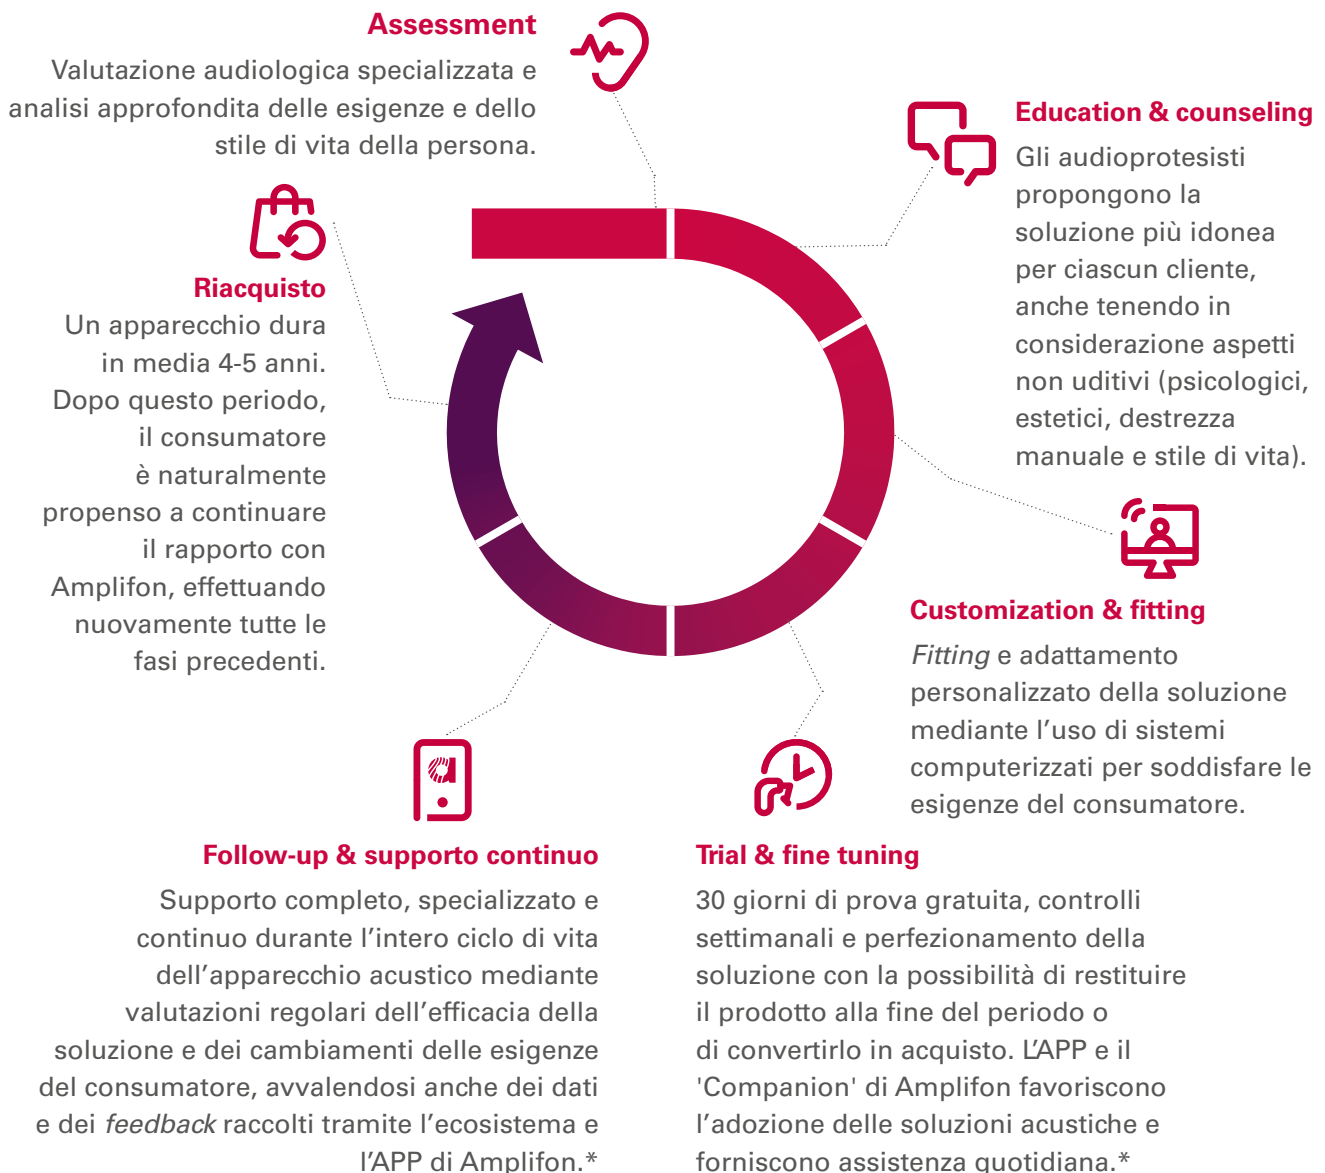 Assessment
Valutazione audiologica specializzata e
analisi approfondita delle esigenze e dello
stile di vita della persona.
Education & counseling
Gli audioprotesisti
propongono la
soluzione più idonea
per ciascun cliente,
anche tenendo in
considerazione aspetti
non uditivi (psicologici,
estetici, destrezza
manuale e stile di vita).
Customization & fitting
Fitting e adattamento
personalizzato della soluzione
mediante l’uso di sistemi
computerizzati per soddisfare le
esigenze del consumatore.
Trial & fine tuning
30 giorni di prova gratuita, controlli
settimanali e perfezionamento della
soluzione con la possibilità di restituire
il prodotto alla fine del periodo o
di convertirlo in acquisto. L’APP e il
'Companion' di Amplifon favoriscono
l’adozione delle soluzioni acustiche e
forniscono assistenza quotidiana.*
Follow-up & supporto continuo
Supporto completo, specializzato e
continuo durante l’intero ciclo di vita
dell’apparecchio acustico mediante
valutazioni regolari dell’efficacia della
soluzione e dei cambiamenti delle esigenze
del consumatore, avvalendosi anche dei dati
e dei feedback raccolti tramite l’ecosistema e
l’APP di Amplifon.*
Riacquisto
Un apparecchio dura
in media 4-5 anni.
Dopo questo periodo,
il consumatore
è naturalmente
propenso a continuare
il rapporto con
Amplifon, effettuando
nuovamente tutte le
fasi precedenti.